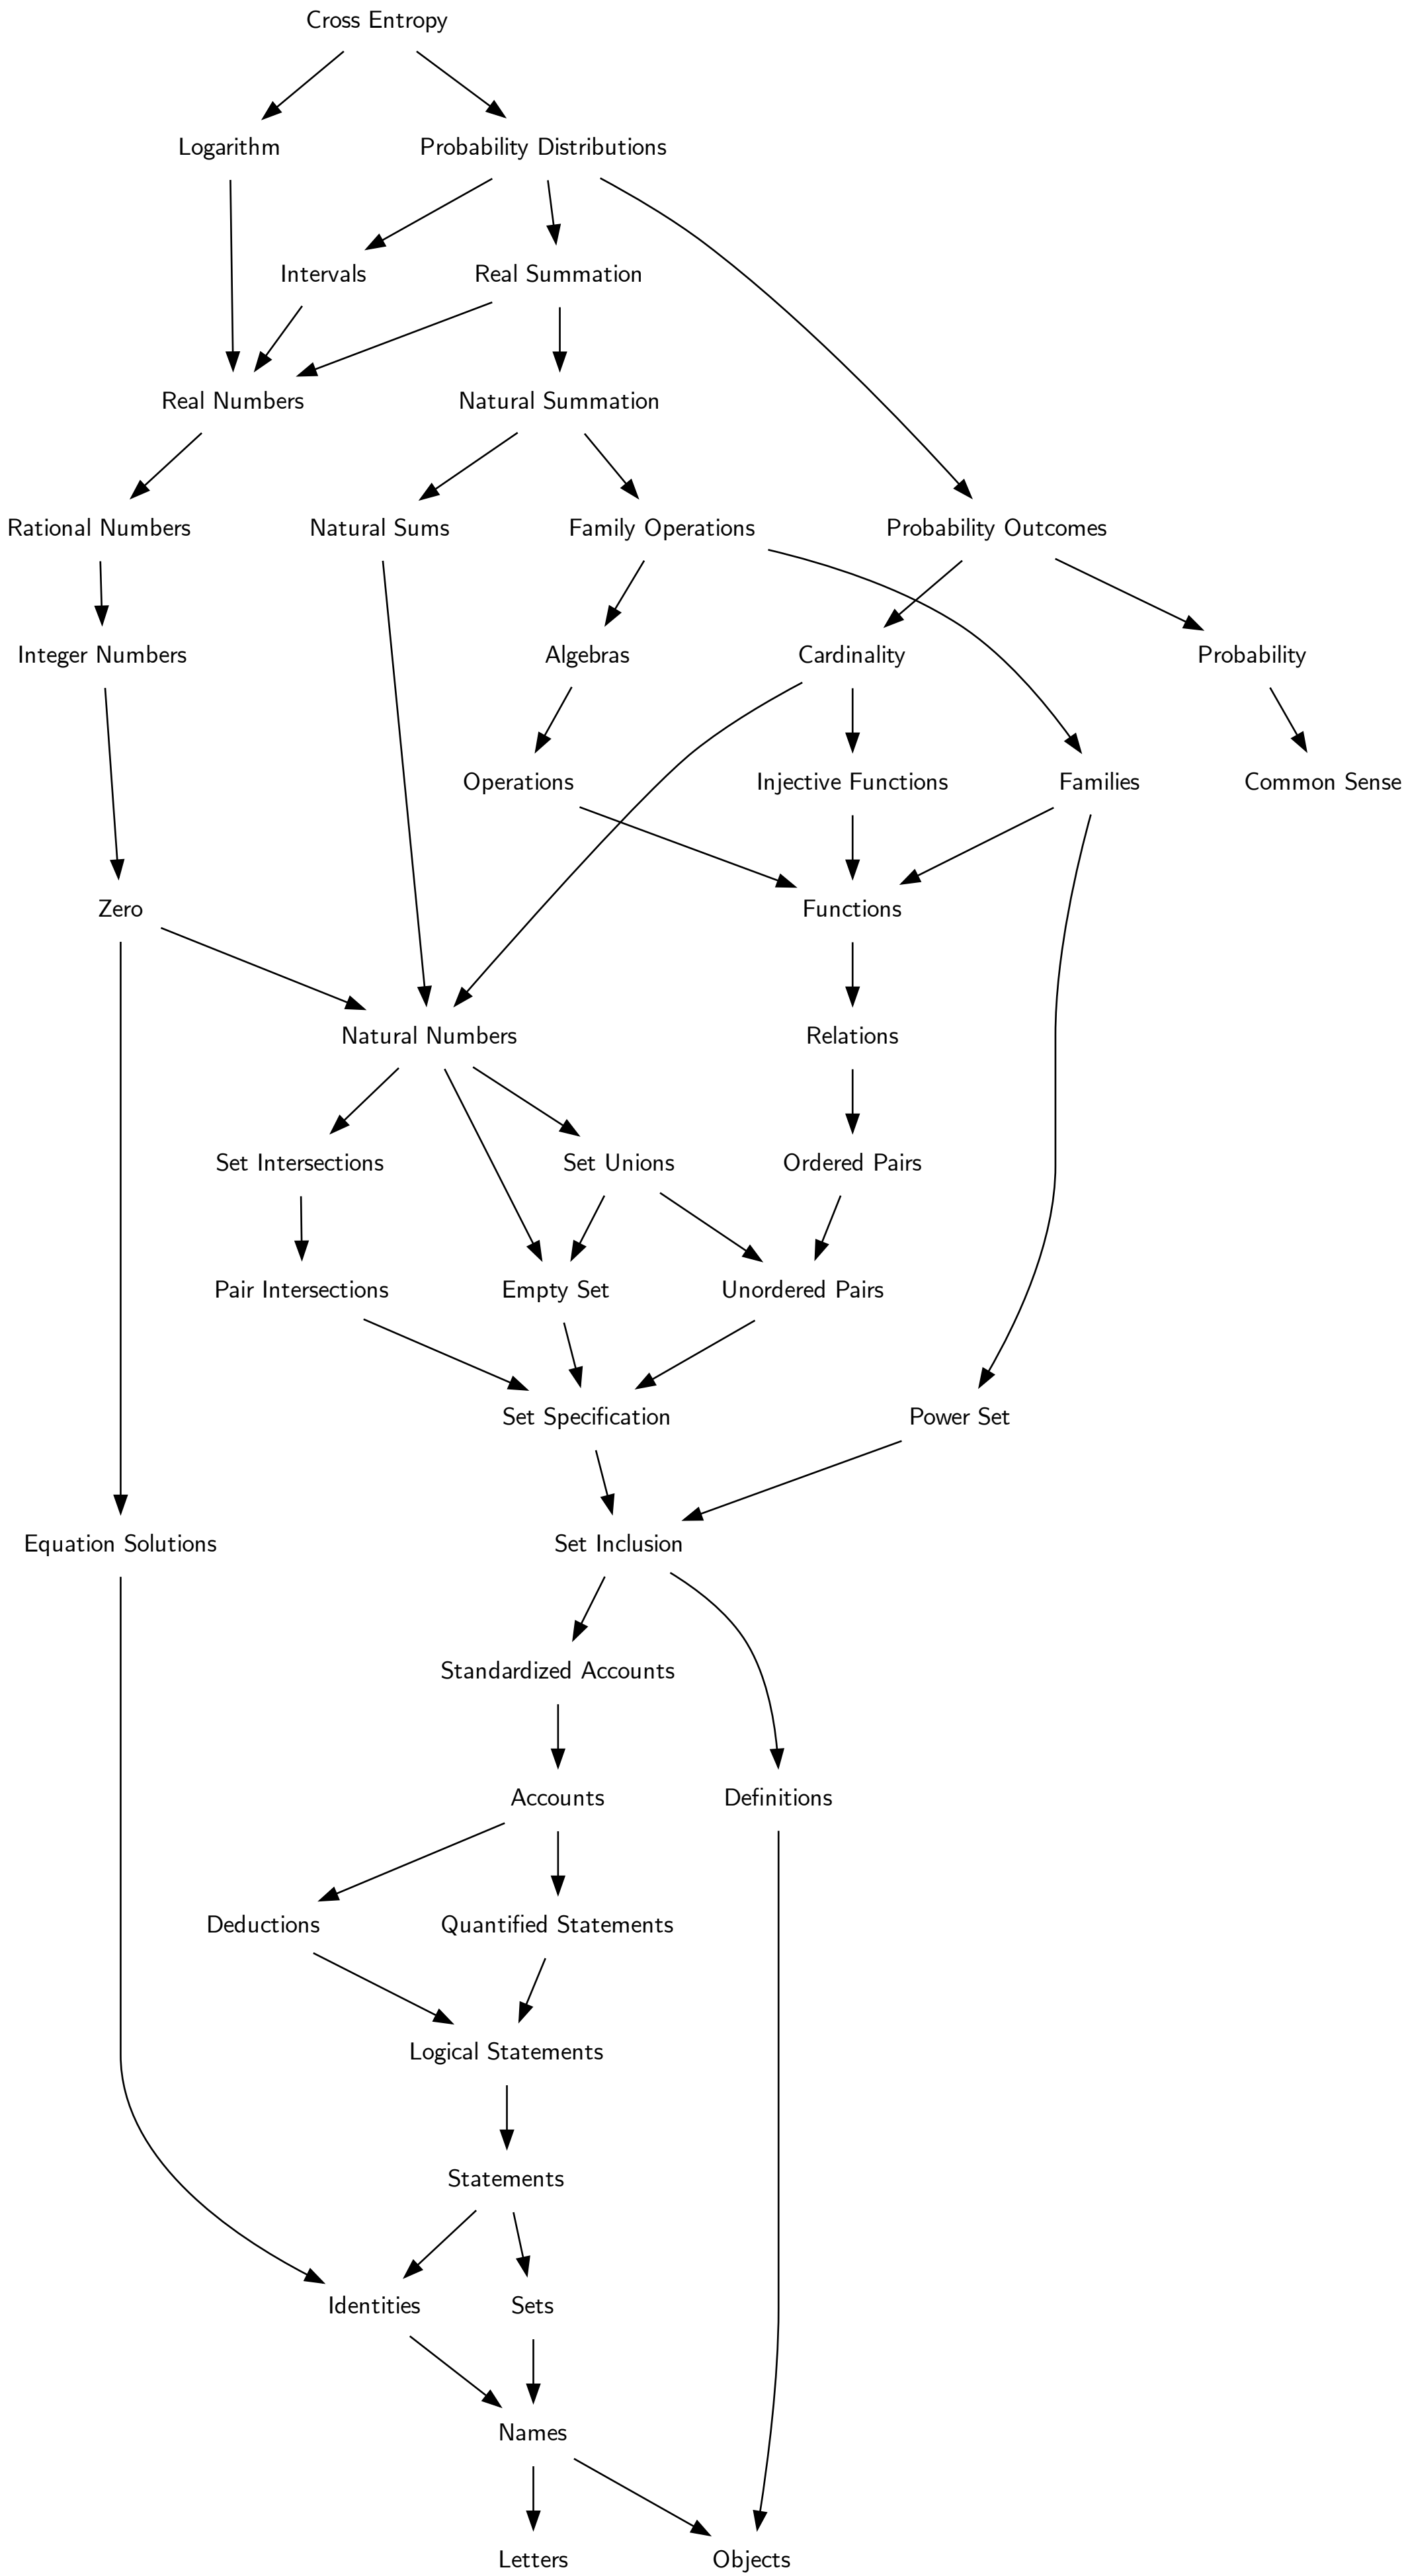 Cross Entropy
Logarithm
Probability Distributions
Intervals
Real Summation
Real Numbers
Natural Summation
Rational Numbers
Natural Sums
Family Operations
Probability Outcomes
Integer Numbers
Algebras
Cardinality
Probability
Operations
Injective Functions
Families
Common Sense
Zero
Functions
Natural Numbers
Relations
Set Intersections
Set Unions
Ordered Pairs
Pair Intersections
Empty Set
Unordered Pairs
Set Specification
Power Set
Equation Solutions
Set Inclusion
Standardized Accounts
Accounts
Definitions
Deductions
Quantified Statements
Logical Statements
Statements
Identities
Sets
Names
Letters
Objects